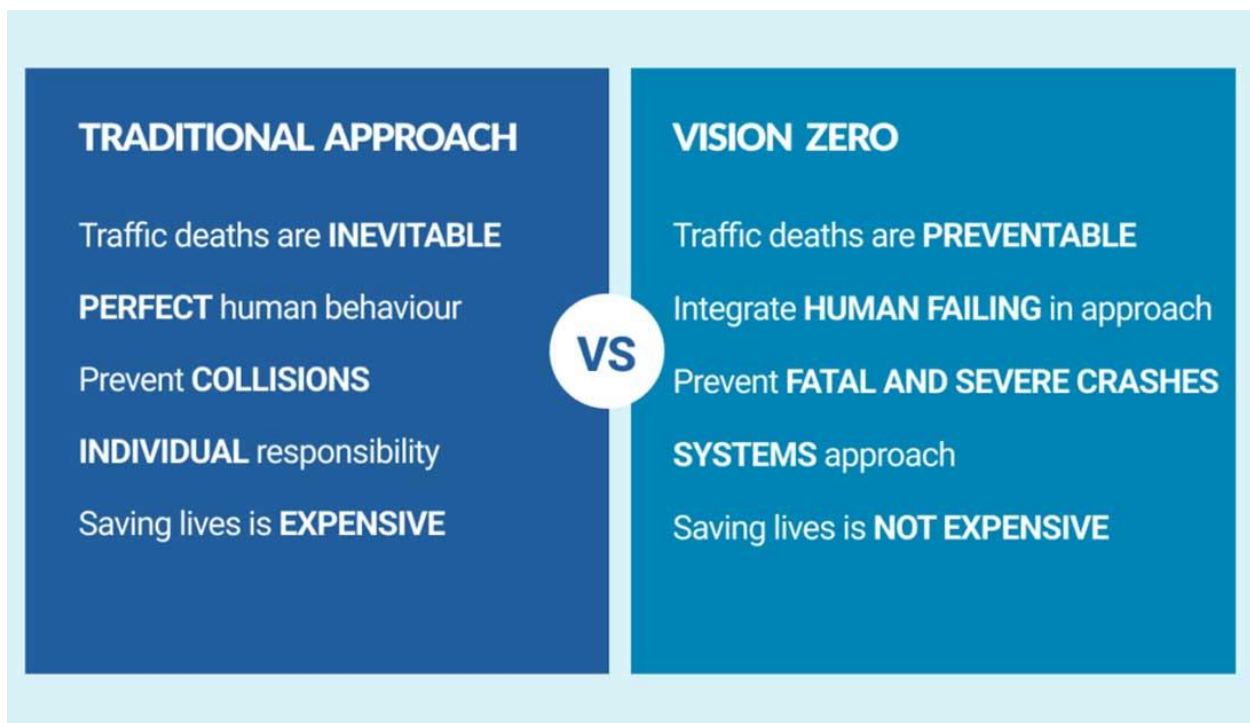 TRADITIONAL APPROACH
Traffic deaths are INEVITABLE
PERFECT human behaviour
Prevent COLLISIONS
INDIVIDUAL responsibility
Saving lives is EXPENSIVE
VS
VISION ZERO
Traffic deaths are PREVENTABLE
Integrate HUMAN FAILING in approach
Prevent FATAL AND SEVERE CRASHES
SYSTEMS approach
Saving lives is NOT EXPENSIVE